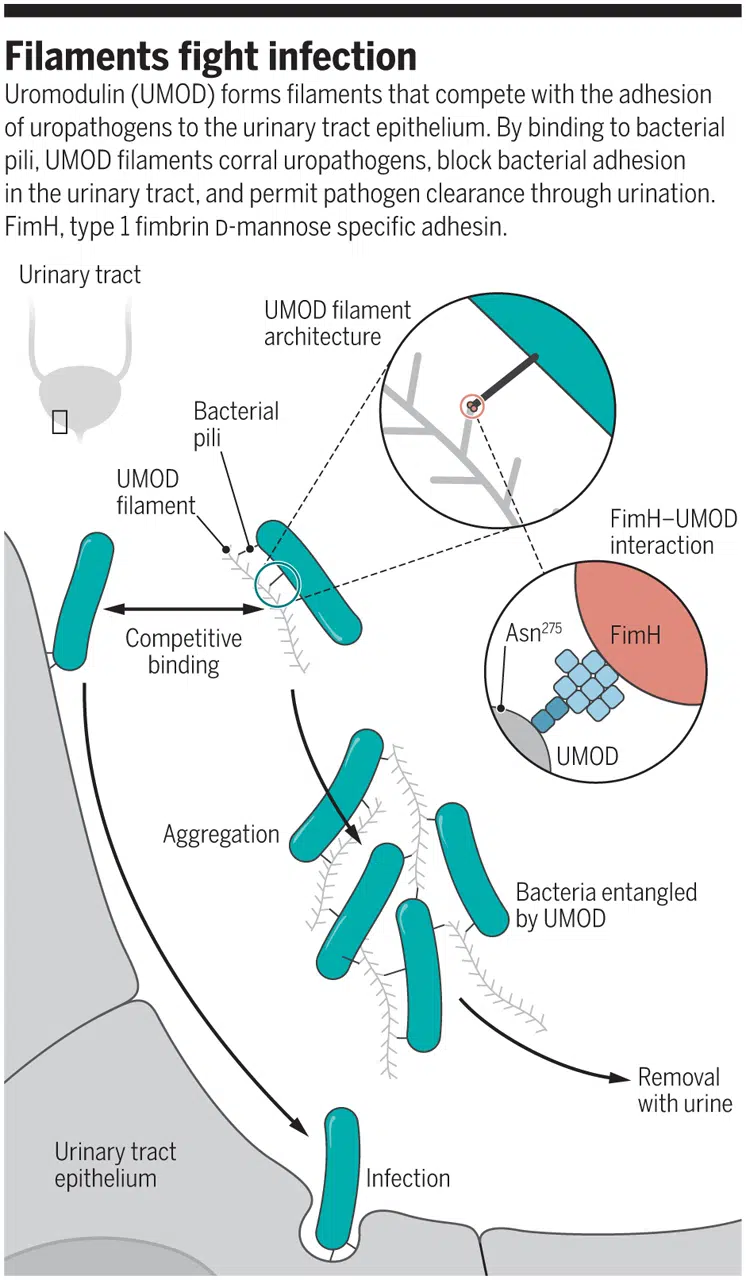 Filaments fight infection
Uromodulin (UMOD) forms filaments that compete with the adhesion
of uropathogens to the urinary tract epithelium. By binding to bacterial
pili, UMOD filaments corral uropathogens, block bacterial adhesion
in the urinary tract, and permit pathogen clearance through urination.
FimH, type 1 fimbrin D-mannose specific adhesin.
Urinary tract
UMOD filament
architecture
Bacterial
pili
UMOD
filament
FimH–UMOD
interaction
Competitive
binding
Asn²⁷⁵
FimH
UMOD
Aggregation
Bacteria entangled
by UMOD
Removal
with urine
Urinary tract
epithelium
Infection